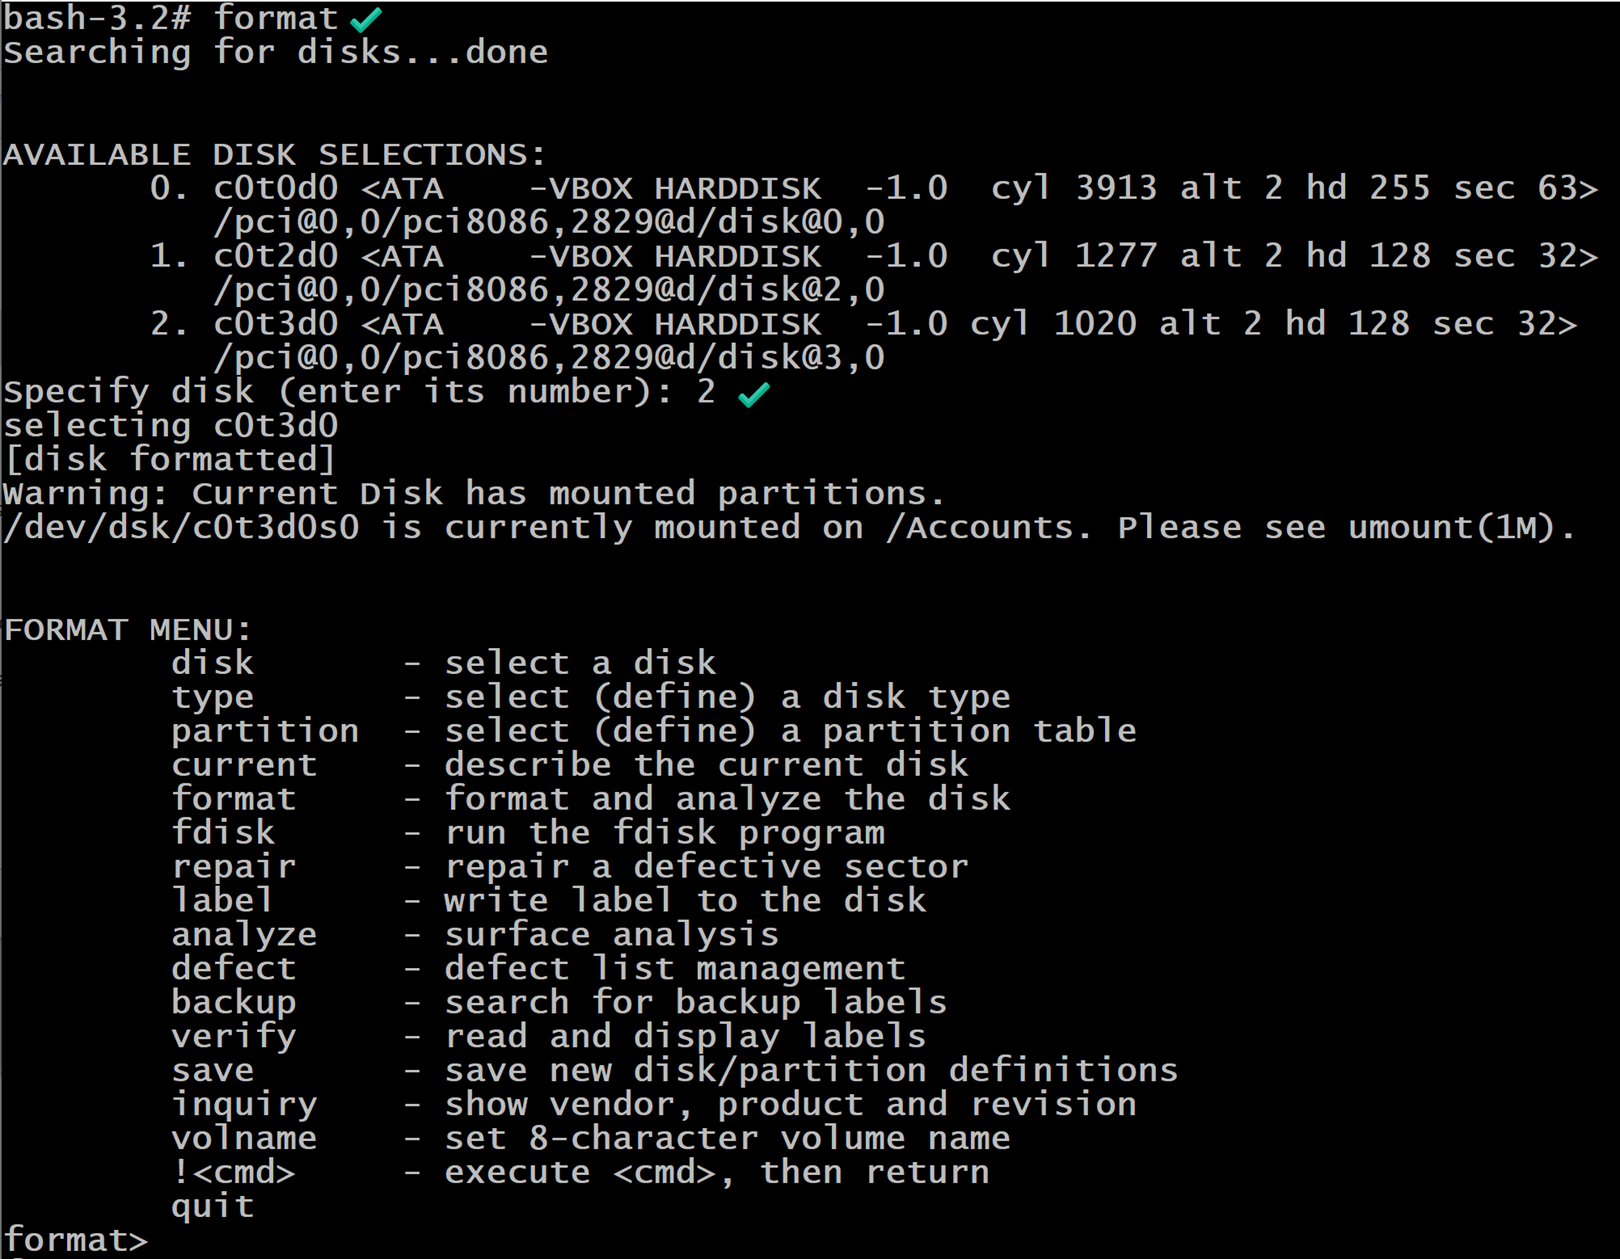 bash-3.2# format
Searching for disks...done
AVAILABLE DISK SELECTIONS:
0. c0t0d0 <ATA    -VBOX HARDDISK  -1.0  cyl 3913 alt 2 hd 255 sec 63>
/pci@0,0/pci8086,2829@d/disk@0,0
1. c0t2d0 <ATA    -VBOX HARDDISK  -1.0  cyl 1277 alt 2 hd 128 sec 32>
/pci@0,0/pci8086,2829@d/disk@2,0
2. c0t3d0 <ATA    -VBOX HARDDISK  -1.0 cyl 1020 alt 2 hd 128 sec 32>
/pci@0,0/pci8086,2829@d/disk@3,0
Specify disk (enter its number): 2
selecting c0t3d0
[disk formatted]
Warning: Current Disk has mounted partitions.
/dev/dsk/c0t3d0s0 is currently mounted on /Accounts. Please see umount(1M).
FORMAT MENU:
disk       - select a disk
type       - select (define) a disk type
partition  - select (define) a partition table
current    - describe the current disk
format     - format and analyze the disk
fdisk      - run the fdisk program
repair     - repair a defective sector
label      - write label to the disk
analyze    - surface analysis
defect     - defect list management
backup     - search for backup labels
verify     - read and display labels
save       - save new disk/partition definitions
inquiry    - show vendor, product and revision
volname    - set 8-character volume name
!<cmd>     - execute <cmd>, then return
quit
format>